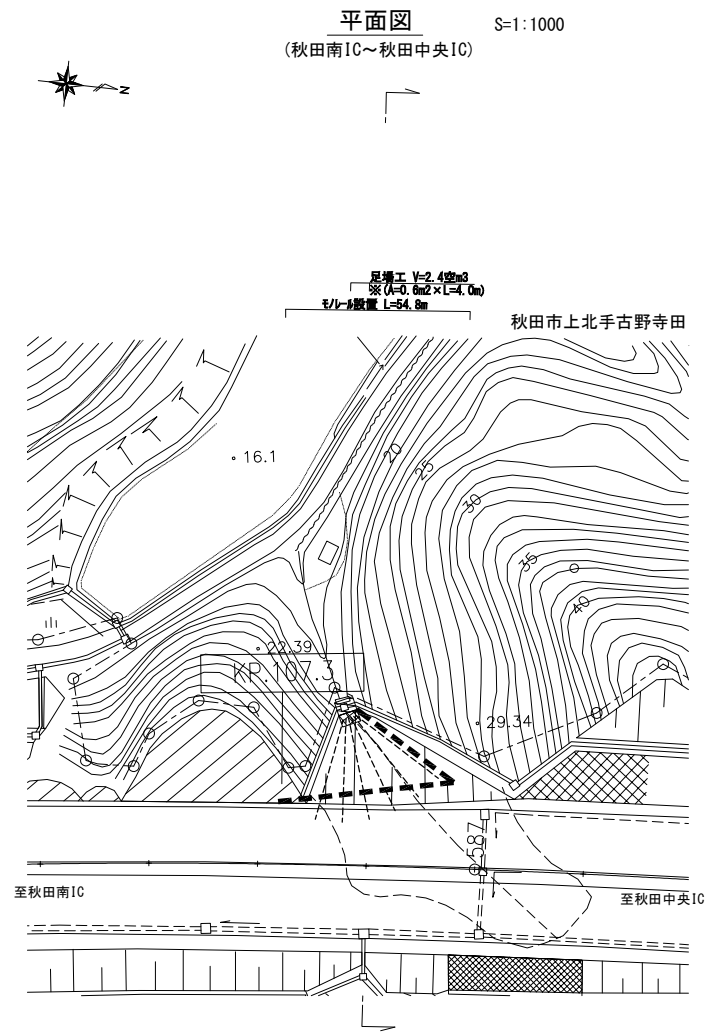 平面図
S=1:1000
(秋田南IC～秋田中央IC)
N
足場工 V=2.4空m3
※(A=0.6m2×L=4.0m)
ﾓﾉﾚｰﾙ設置 L=54.8m
秋田市上北手古野寺田
16.1
20
25
30
35
40
22.39
KP.107.3
29.34
587
至秋田南IC
至秋田中央IC